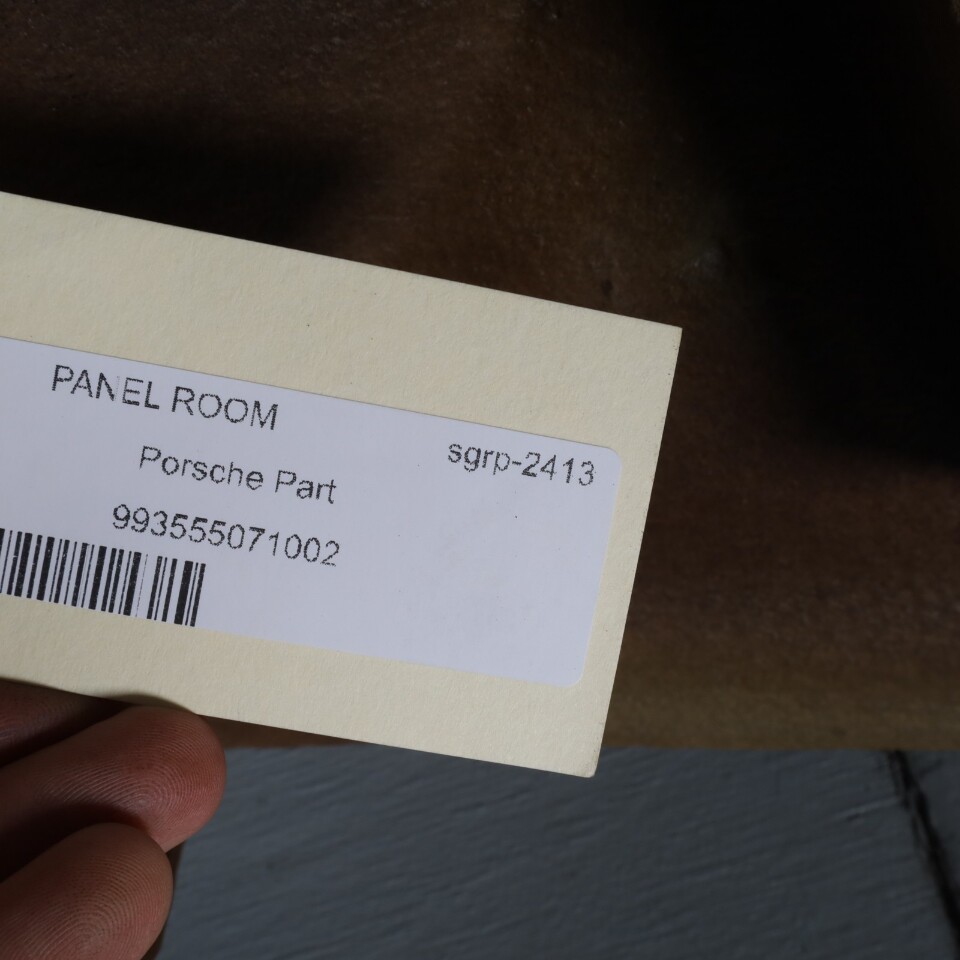 PANEL ROOM
sgrp-2413
Porsche Part
993555071002